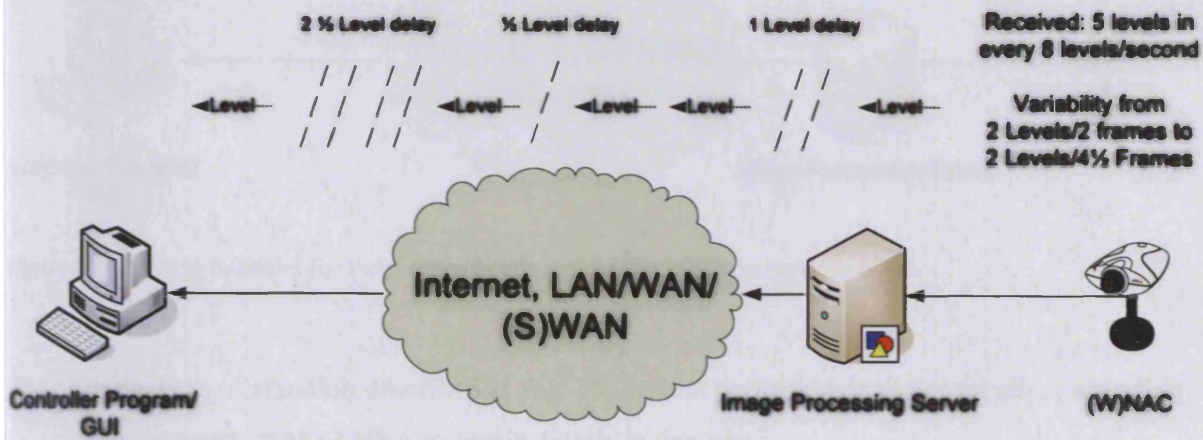 2 ½ Level delay
½ Level delay
1 Level delay
Received: 5 levels in
every 8 levels/second
Level
Level
Level
Level
Level
Variability from
2 Levels/2 frames to
2 Levels/4½ Frames
Internet, LAN/WAN/
(S)WAN
Controller Program/
GUI
Image Processing Server
(W)NAC